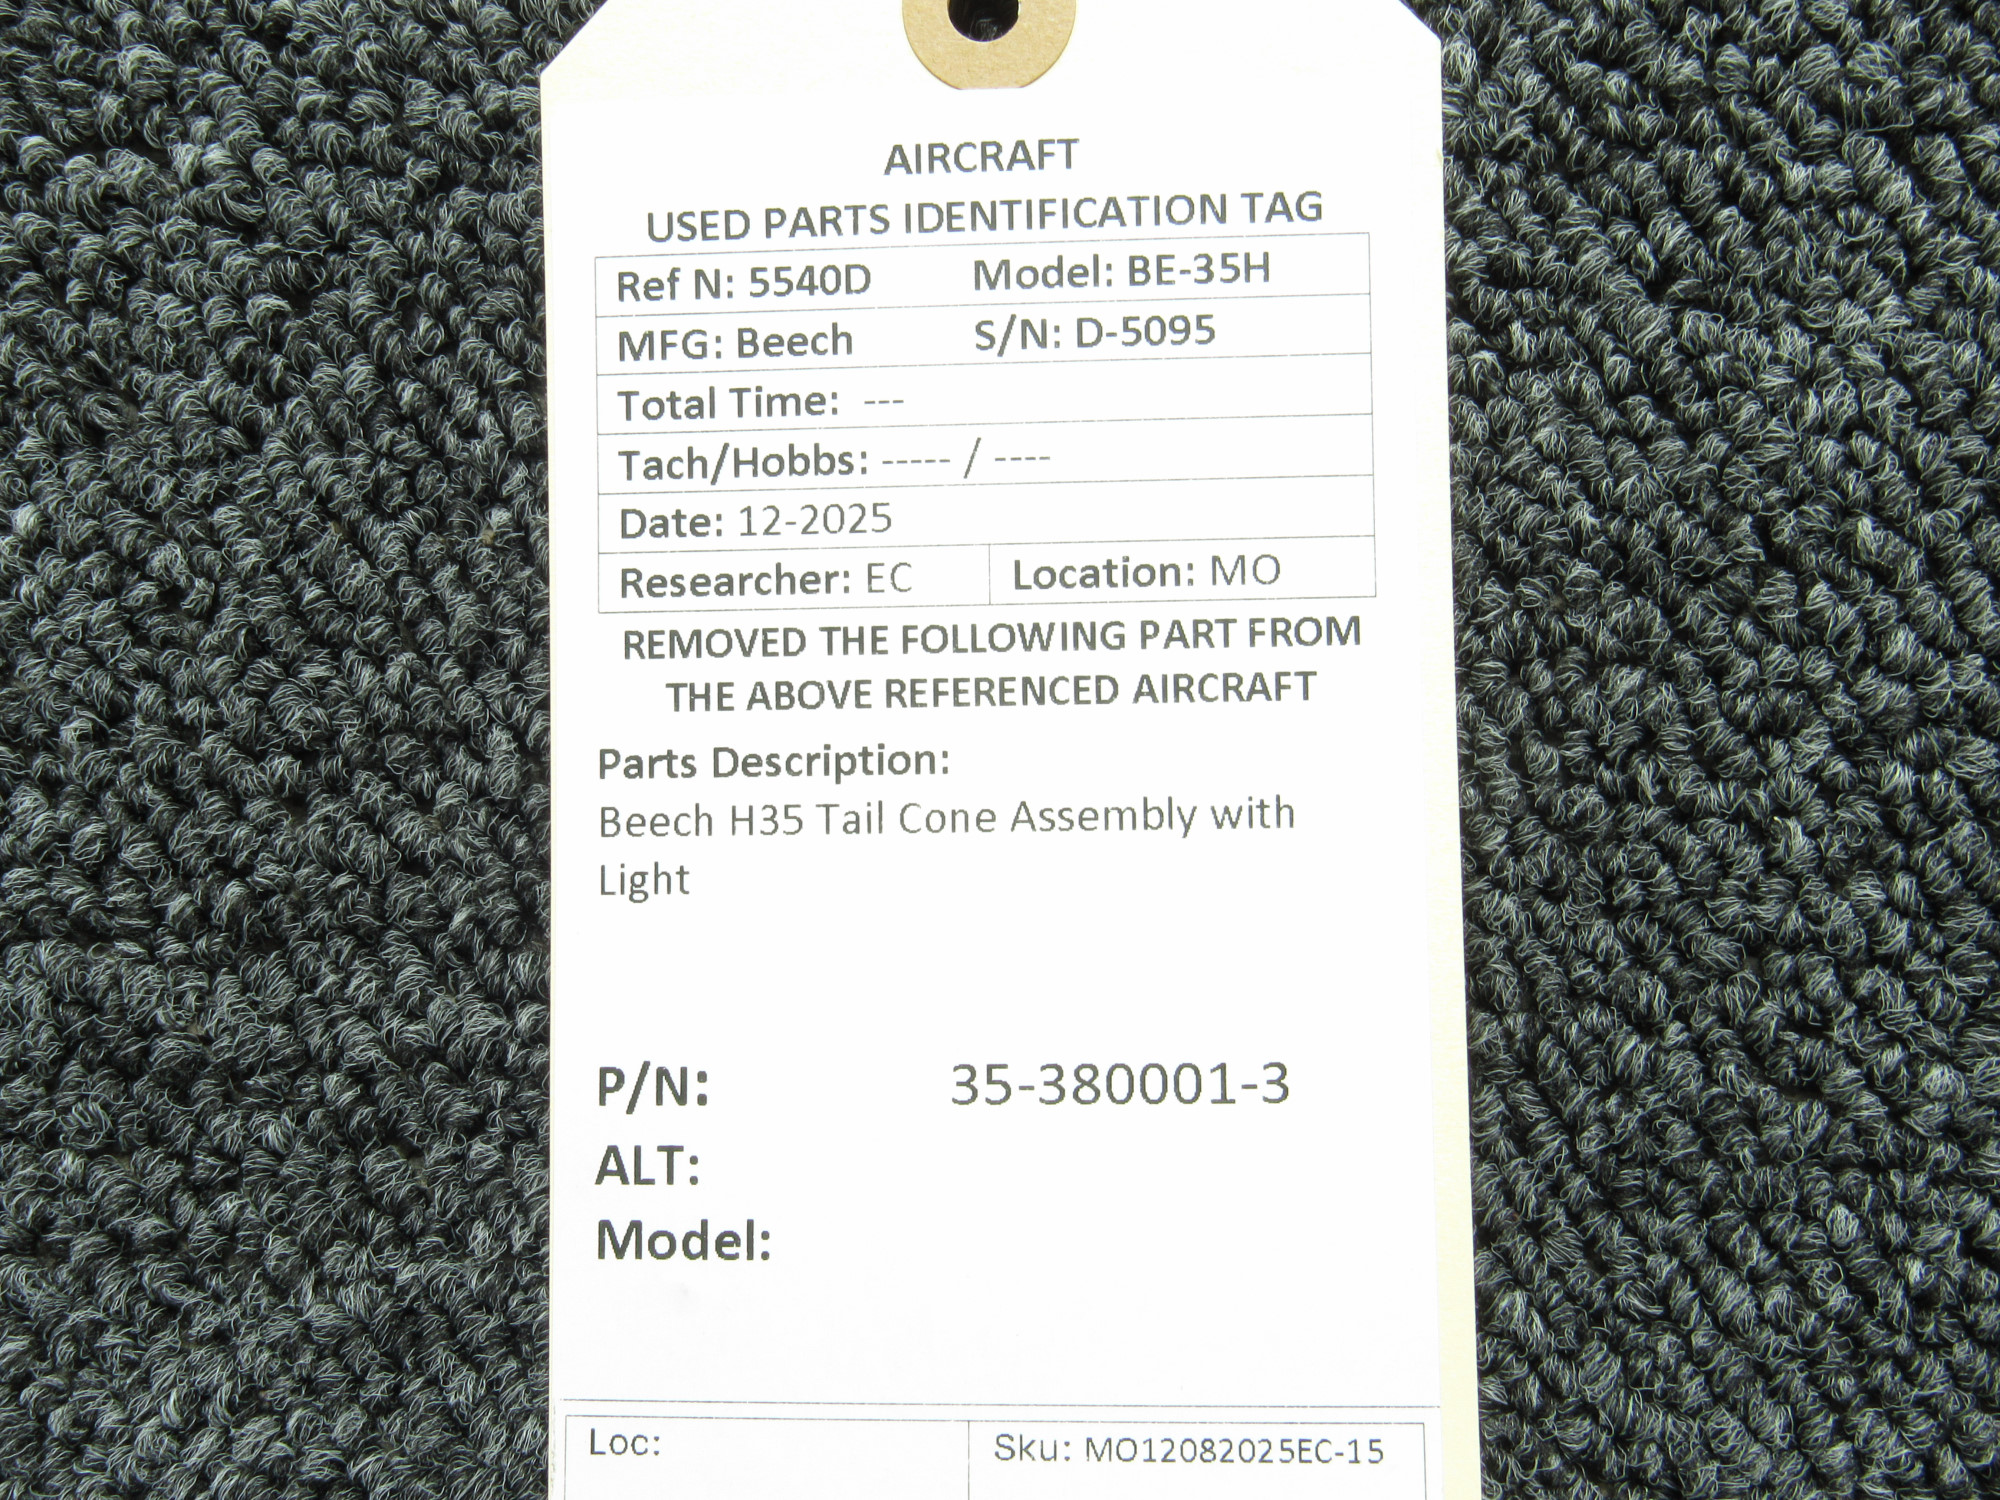 AIRCRAFT
USED PARTS IDENTIFICATION TAG
Ref N: 5540D Model: BE-35H
MFG: Beech S/N: D-5095
Total Time: ---
Tach/Hobbs: ----- / ----
Date: 12-2025
Researcher: EC Location: MO
REMOVED THE FOLLOWING PART FROM
THE ABOVE REFERENCED AIRCRAFT
Parts Description:
Beech H35 Tail Cone Assembly with
Light
P/N: 35-380001-3
ALT:
Model:
Loc: Sku: MO12082025EC-15